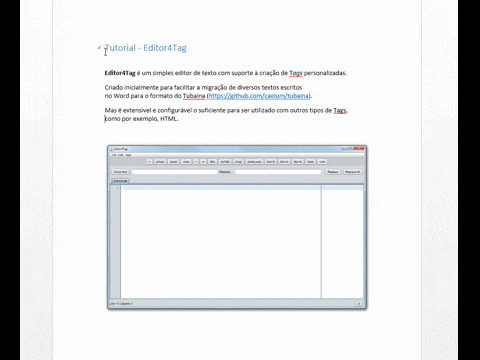 Tutorial - Editor4Tag
Editor4Tag é um simples editor de texto com suporte à criação de Tags personalizadas.
Criado inicialmente para facilitar a migração de diversos textos escritos
no Word para o formato do Tubaina (https://github.com/caelum/tubaina).
Mas é extensível e configurável o suficiente para ser utilizado com outros tipos de Tags,
como por exemplo, HTML.